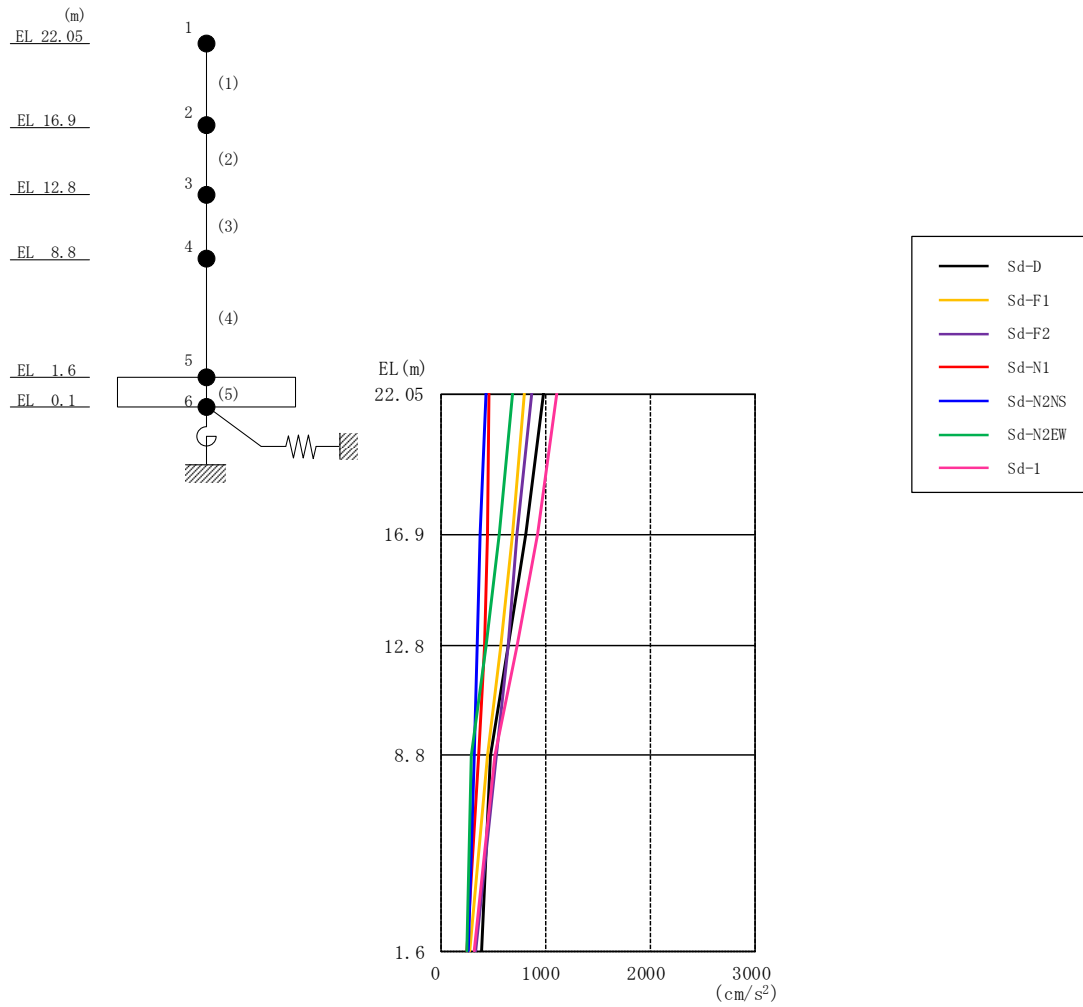 (m)
EL 22.05
EL 16.9
EL 12.8
EL 8.8
EL 1.6
EL 0.1
1
(1)
2
(2)
3
(3)
4
(4)
5
(5)
6
EL(m)
22.05
16.9
12.8
8.8
1.6
0 1000 2000 3000
(cm/s²)
Sd-D
Sd-F1
Sd-F2
Sd-N1
Sd-N2NS
Sd-N2EW
Sd-1